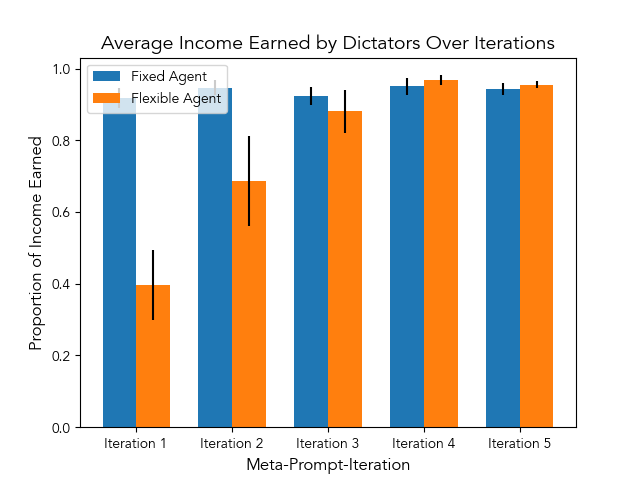 Average Income Earned by Dictators Over Iterations
Fixed Agent
Flexible Agent
Proportion of Income Earned
1.0
0.8
0.6
0.4
0.2
0.0
Iteration 1
Iteration 2
Iteration 3
Iteration 4
Iteration 5
Meta-Prompt-Iteration